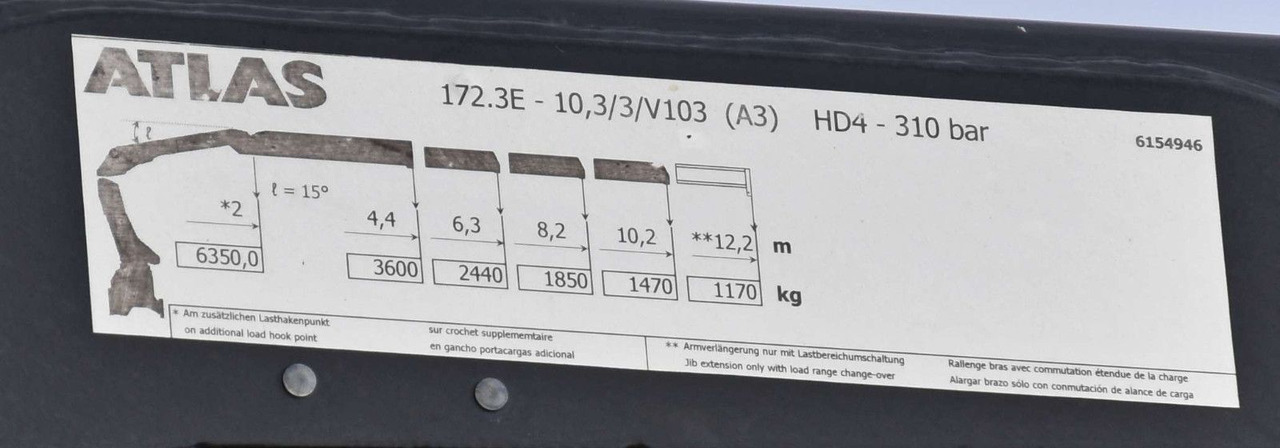 ATLAS
172.3E - 10,3/3/V103 (A3) HD4 - 310 bar
6154946
ℓ
ℓ = 15°
*2 4,4 6,3 8,2 10,2 **12,2 m
6350,0 3600 2440 1850 1470 1170 kg
* Am zusätzlichen Lasthakenpunkt
on additional load hook point
sur crochet supplememtaire
en gancho portacargas adicional
** Armverlängerung nur mit Lastbereichumschaltung
Jib extension only with load range change-over
Rallenge bras avec commutation étendue de la charge
Alargar brazo sólo con conmutación de alance de carga